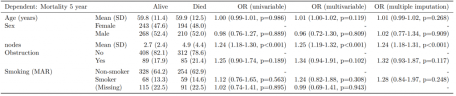 Dependent: Mortality 5 year Alive Died OR (univariable) OR (multivariable) OR (multiple imputation)
Age (years) Mean (SD) 59.8 (11.4) 59.9 (12.5) 1.00 (0.99-1.01, p=0.986) 1.01 (1.00-1.02, p=0.119) 1.01 (0.99-1.02, p=0.268)
Sex Female 243 (47.6) 194 (48.0) - - -
Male 268 (52.4) 210 (52.0) 0.98 (0.76-1.27, p=0.889) 0.96 (0.72-1.30, p=0.809) 1.02 (0.77-1.34, p=0.909)
nodes Mean (SD) 2.7 (2.4) 4.9 (4.4) 1.24 (1.18-1.30, p<0.001) 1.25 (1.19-1.32, p<0.001) 1.24 (1.18-1.31, p<0.001)
Obstruction No 408 (82.1) 312 (78.6) - - -
Yes 89 (17.9) 85 (21.4) 1.25 (0.90-1.74, p=0.189) 1.34 (0.94-1.91, p=0.102) 1.32 (0.93-1.87, p=0.117)
Smoking (MAR) Non-smoker 328 (64.2) 254 (62.9) - - -
Smoker 68 (13.3) 59 (14.6) 1.12 (0.76-1.65, p=0.563) 1.24 (0.82-1.88, p=0.308) 1.28 (0.84-1.97, p=0.248)
(Missing) 115 (22.5) 91 (22.5) 1.02 (0.74-1.41, p=0.895) 0.99 (0.69-1.41, p=0.943) -